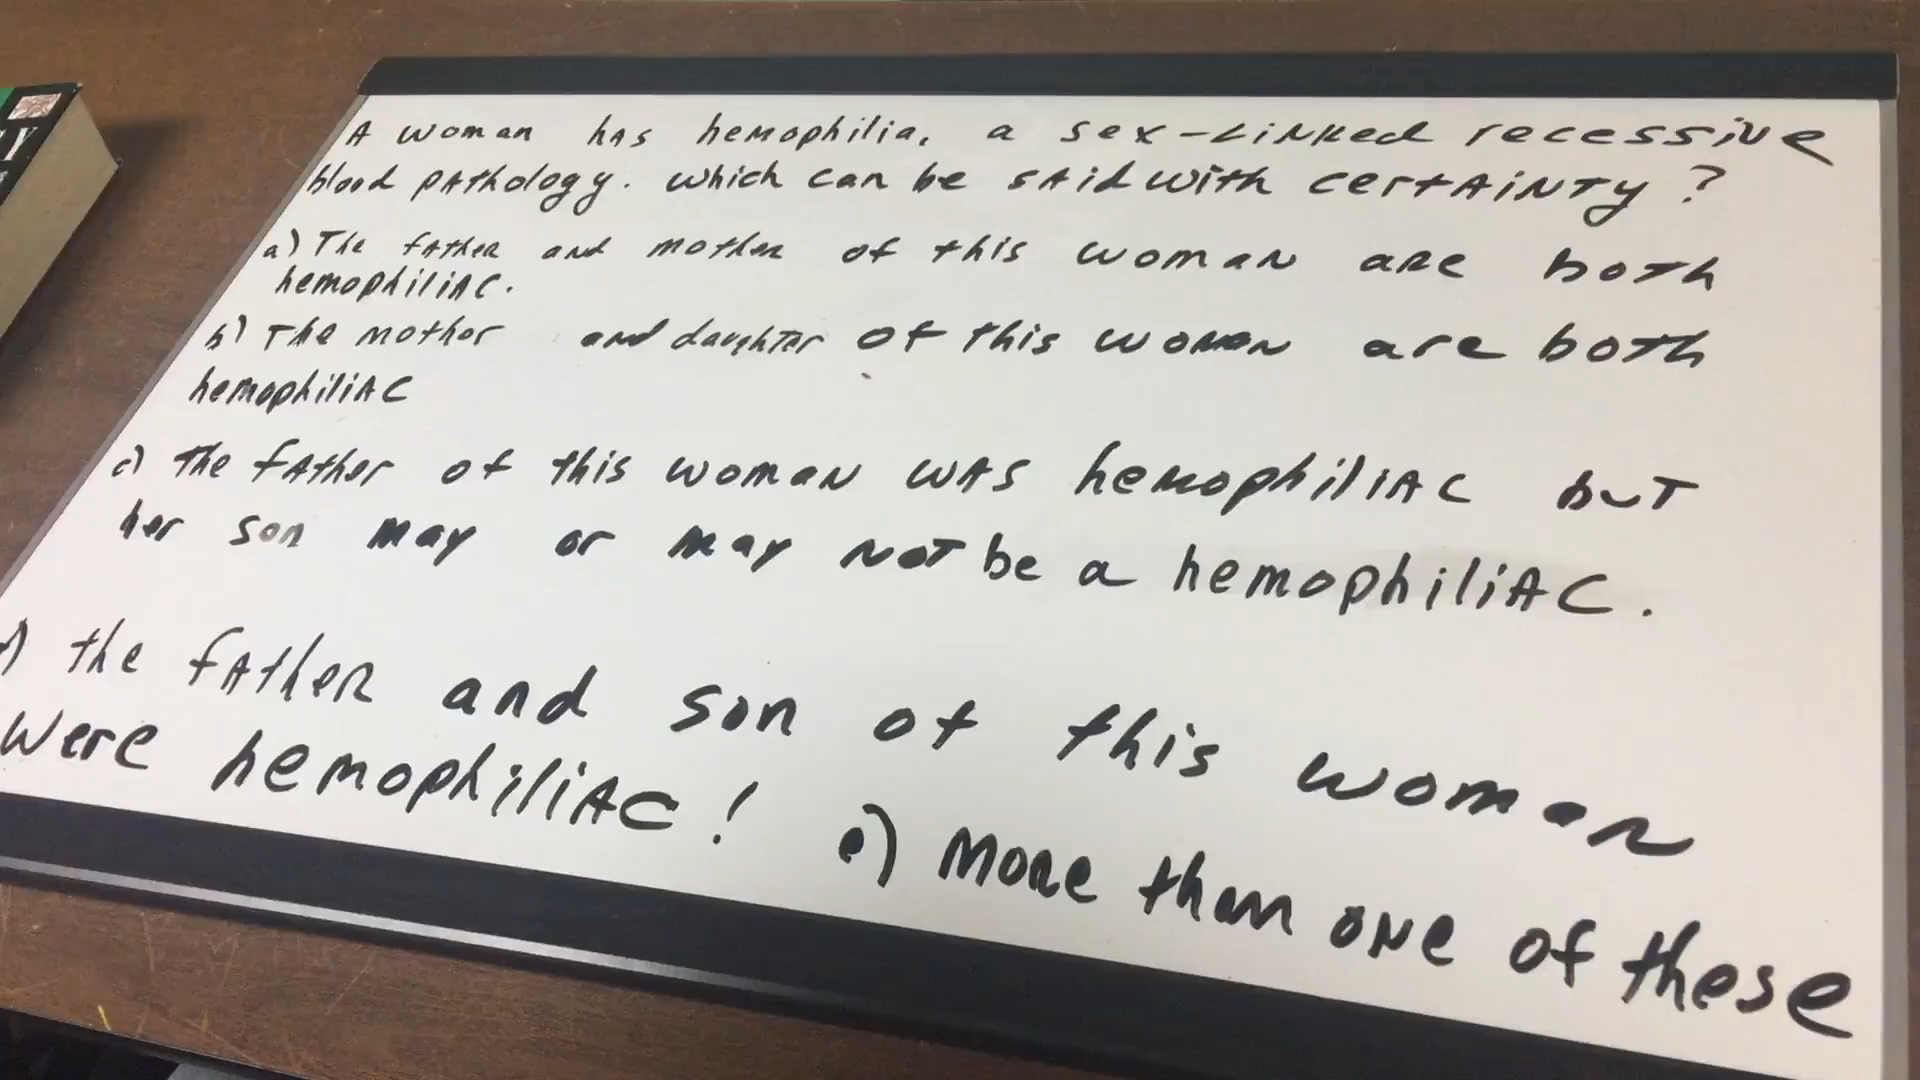 A woman has hemophilia, a sex-linked recessive
blood pathology. Which can be said with certainty?
a) The father and mother of this woman are both
hemophiliac.
b) The mother and daughter of this woman are both
hemophiliac
c) The father of this woman was hemophiliac but
her son may or may not be a hemophiliac.
d) the father and son of this woman
were hemophiliac!
e) More than one of these